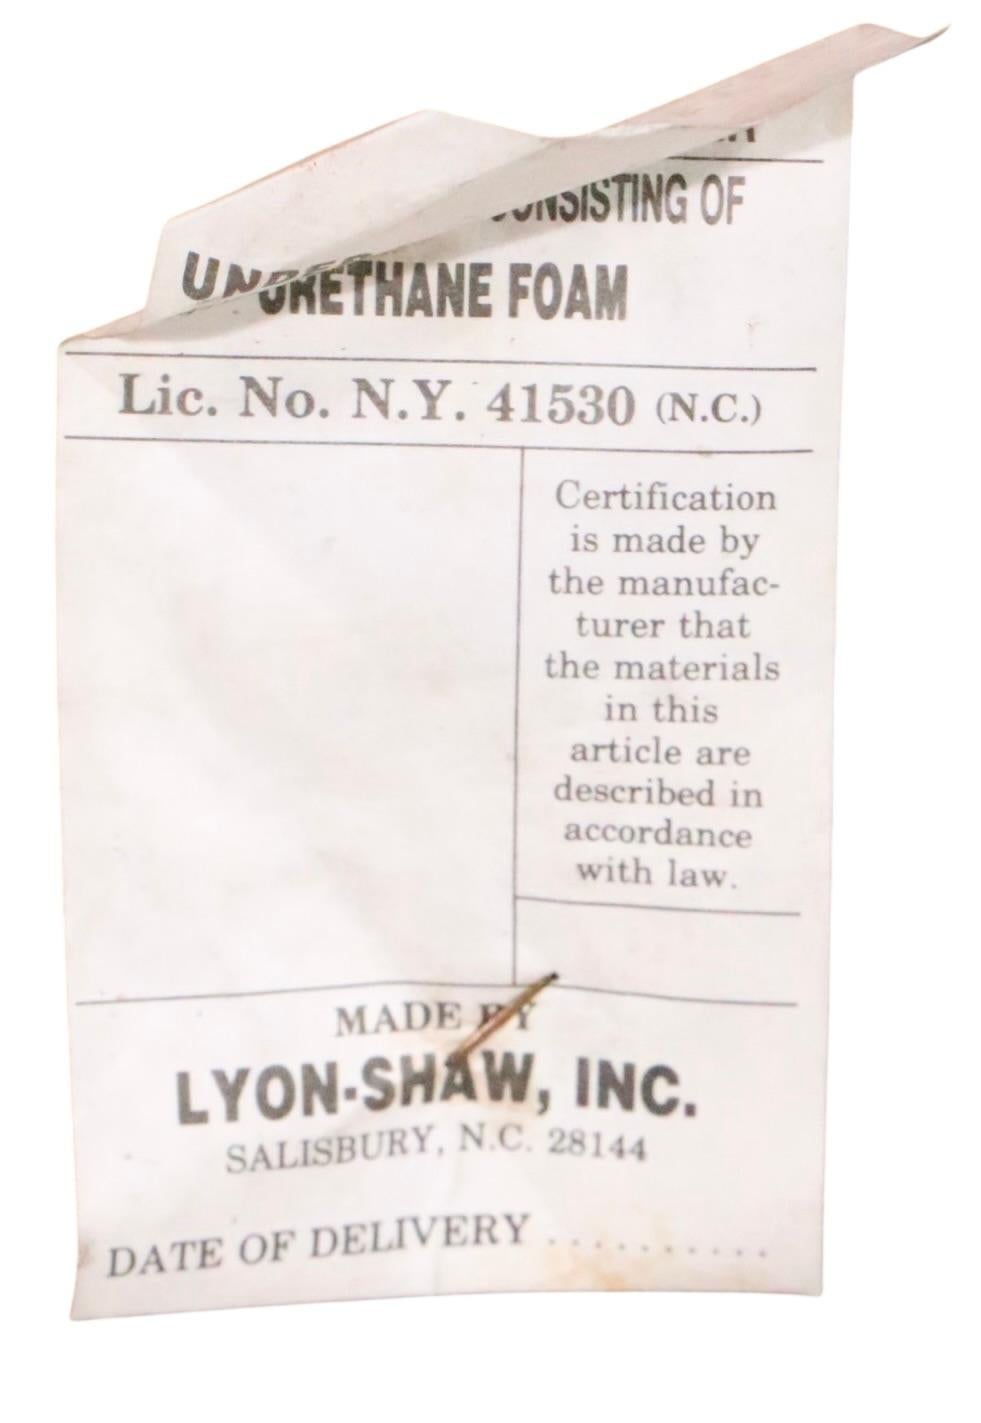 CONSISTING OF
URETHANE FOAM
Lic. No. N.Y. 41530 (N.C.)
Certification
is made by
the manufac-
turer that
the materials
in this
article are
described in
accordance
with law.
MADE BY
LYON-SHAW, INC.
SALISBURY, N.C. 28144
DATE OF DELIVERY ..........